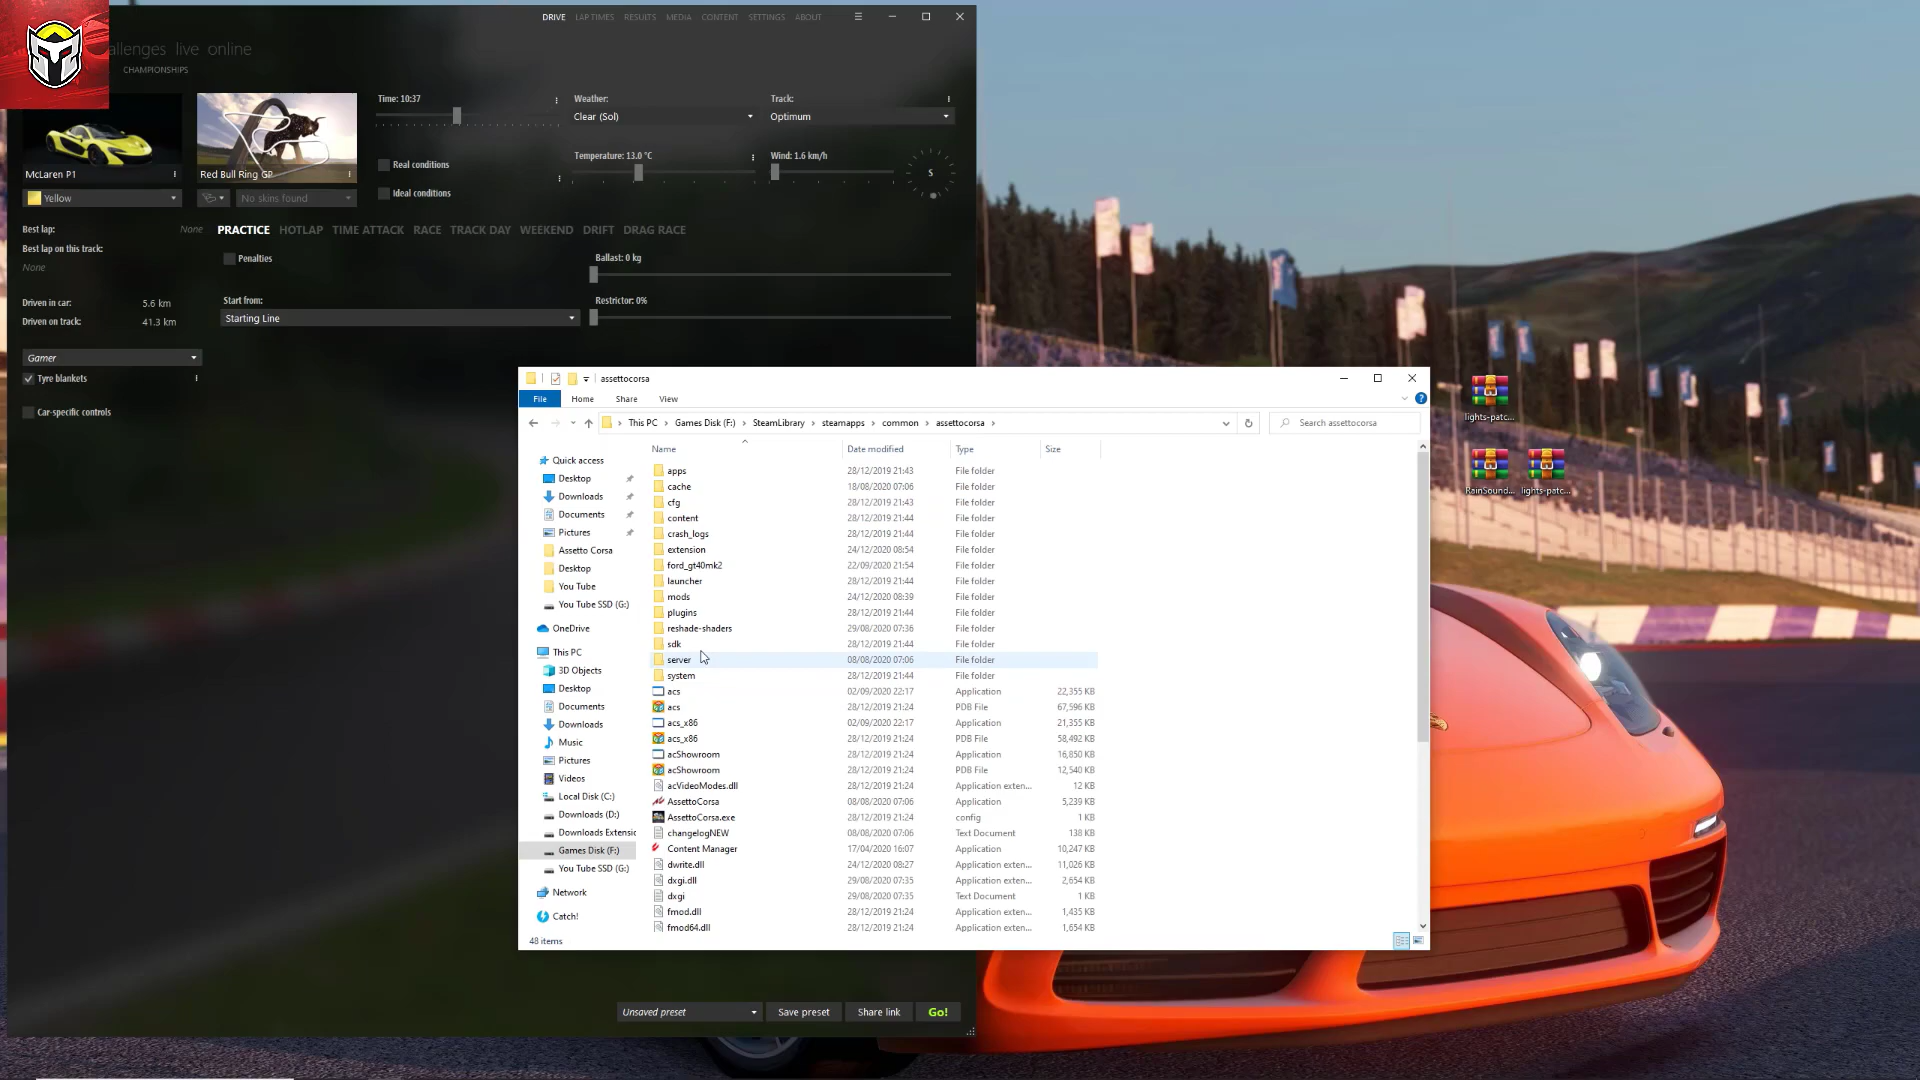 DRIVE LAP TIMES RESULTS MEDIA CONTENT SETTINGS ABOUT
allenges live online
CHAMPIONSHIPS
Time: 10:37
Weather:
Track:
Clear (Sol)
Optimum
Real conditions
Temperature: 13.0 °C
Wind: 1.6 km/h
S
McLaren P1
Red Bull Ring GP
Ideal conditions
Yellow
No skins found
Best lap: None
PRACTICE HOTLAP TIME ATTACK RACE TRACK DAY WEEKEND DRIFT DRAG RACE
Best lap on this track:
None
Penalties
Ballast: 0 kg
Driven in car: 5.6 km
Start from:
Restrictor: 0%
Driven on track: 41.3 km
Starting Line
Gamer
Tyre blankets
Car-specific controls
assettocorsa
File Home Share View
This PC Games Disk (F:) SteamLibrary steamapps common assettocorsa
Search assettocorsa
Name Date modified Type Size
Quick access
Desktop
Downloads
Documents
Pictures
Assetto Corsa
Desktop
You Tube
You Tube SSD (G:)
OneDrive
This PC
3D Objects
Desktop
Documents
Downloads
Music
Pictures
Videos
Local Disk (C:)
Downloads (D:)
Downloads Extensic
Games Disk (F:)
You Tube SSD (G:)
Network
Catch!
apps 28/12/2019 21:43 File folder
cache 18/08/2020 07:06 File folder
cfg 28/12/2019 21:43 File folder
content 28/12/2019 21:44 File folder
crash_logs 28/12/2019 21:44 File folder
extension 24/12/2020 08:54 File folder
ford_gt40mk2 22/09/2020 21:54 File folder
launcher 28/12/2019 21:44 File folder
mods 24/12/2020 08:39 File folder
plugins 28/12/2019 21:44 File folder
reshade-shaders 29/08/2020 07:36 File folder
sdk 28/12/2019 21:44 File folder
server 08/08/2020 07:06 File folder
system 28/12/2019 21:44 File folder
acs 02/09/2020 22:17 Application 22,355 KB
acs 28/12/2019 21:24 PDB File 67,596 KB
acs_x86 02/09/2020 22:17 Application 21,355 KB
acs_x86 28/12/2019 21:24 PDB File 58,492 KB
acShowroom 28/12/2019 21:24 Application 16,850 KB
acShowroom 28/12/2019 21:24 PDB File 12,540 KB
acVideoModes.dll 28/12/2019 21:24 Application exten... 12 KB
AssettoCorsa 08/08/2020 07:06 Application 5,239 KB
AssettoCorsa.exe 28/12/2019 21:24 config 1 KB
changelogNEW 08/08/2020 07:06 Text Document 138 KB
Content Manager 17/04/2020 16:07 Application 10,247 KB
dwrite.dll 24/12/2020 08:27 Application exten... 11,026 KB
dxgi.dll 29/08/2020 07:35 Application exten... 2,654 KB
dxgi 29/08/2020 07:35 Text Document 1 KB
fmod.dll 28/12/2019 21:24 Application exten... 1,435 KB
fmod64.dll 28/12/2019 21:24 Application exten... 1,654 KB
48 items
lights-patc...
RainSound...
lights-patc...
Unsaved preset Save preset Share link Go!